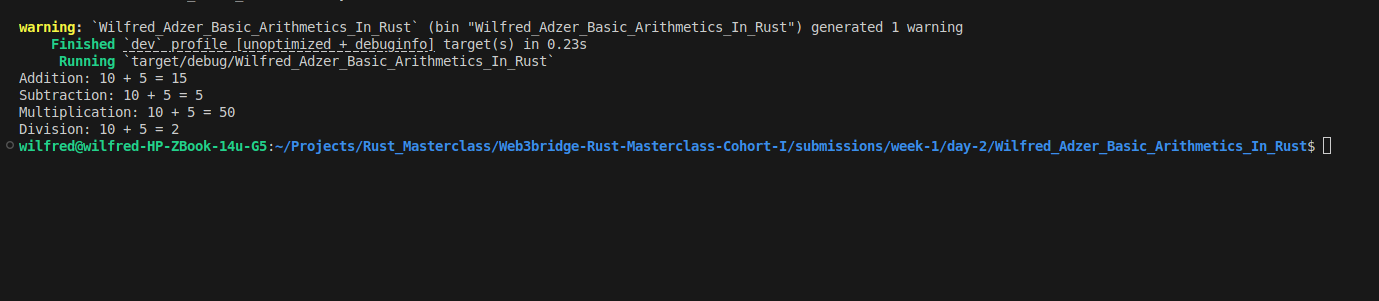 warning: `Wilfred_Adzer_Basic_Arithmetics_In_Rust` (bin "Wilfred_Adzer_Basic_Arithmetics_In_Rust") generated 1 warning
Finished `dev` profile [unoptimized + debuginfo] target(s) in 0.23s
Running `target/debug/Wilfred_Adzer_Basic_Arithmetics_In_Rust`
Addition: 10 + 5 = 15
Subtraction: 10 + 5 = 5
Multiplication: 10 + 5 = 50
Division: 10 + 5 = 2
wilfred@wilfred-HP-ZBook-14u-G5:~/Projects/Rust_Masterclass/Web3bridge-Rust-Masterclass-Cohort-I/submissions/week-1/day-2/Wilfred_Adzer_Basic_Arithmetics_In_Rust$